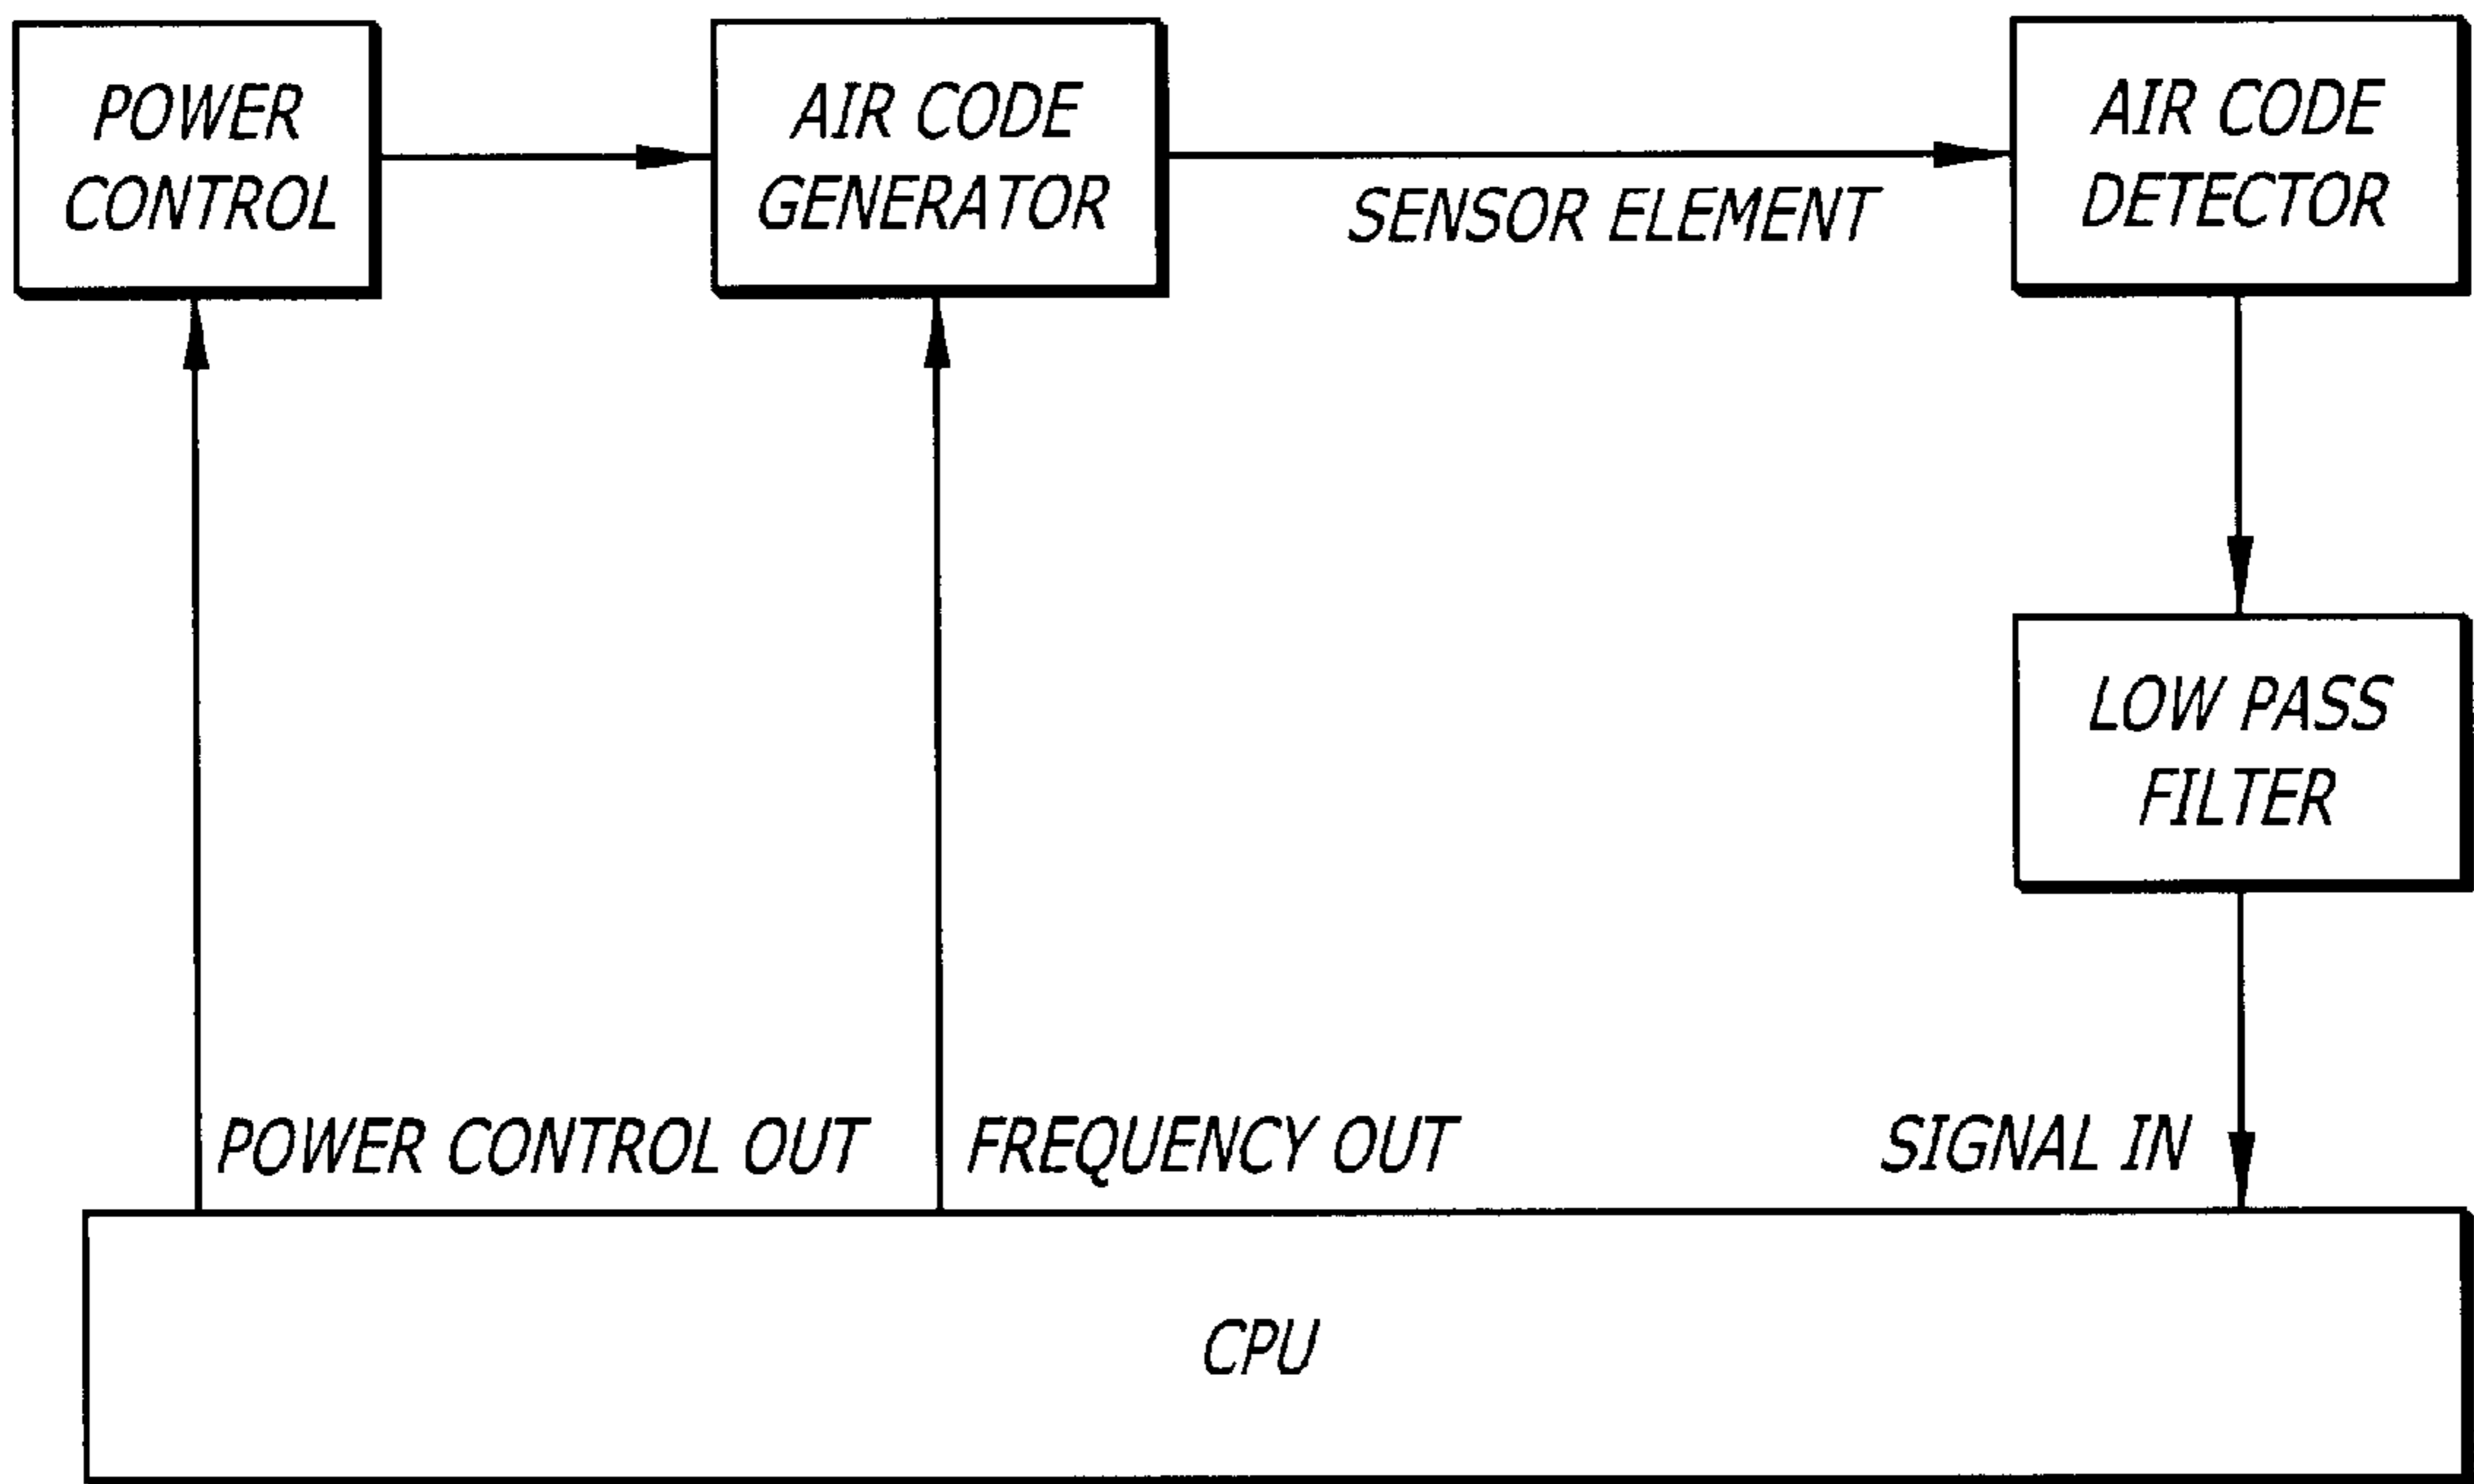 POWER
CONTROL
AIR CODE
GENERATOR
SENSOR ELEMENT
AIR CODE
DETECTOR
LOW PASS
FILTER
POWER CONTROL OUT
FREQUENCY OUT
SIGNAL IN
CPU